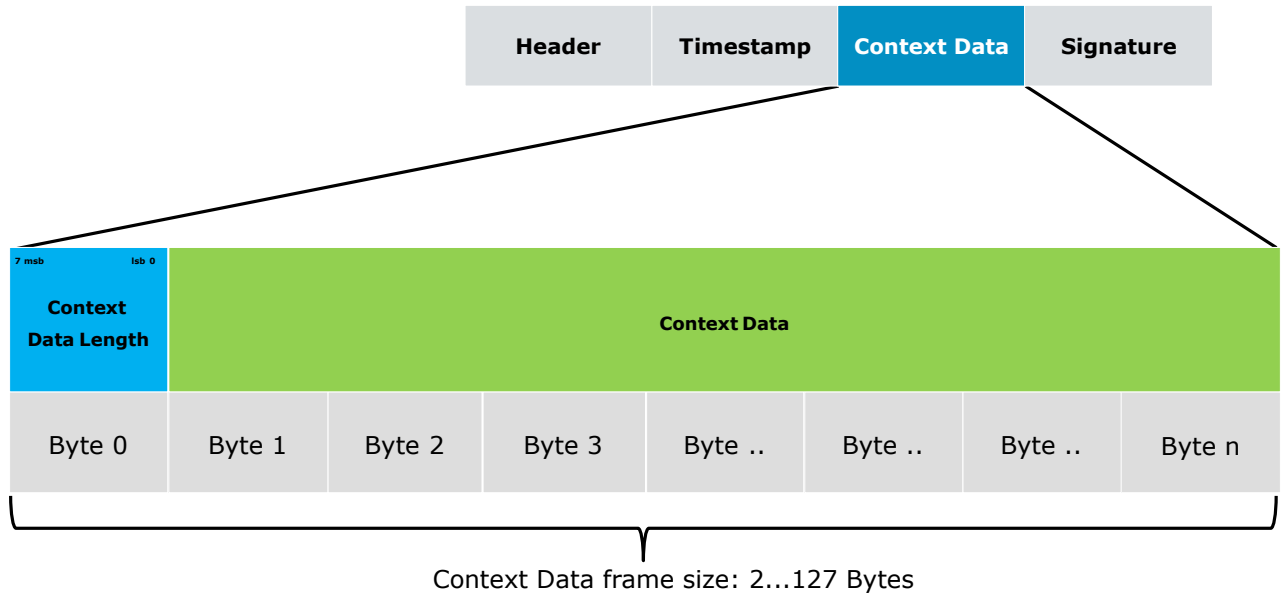 Header Timestamp Context Data Signature
7 msb lsb 0
Context
Data Length
Context Data
Byte 0 Byte 1 Byte 2 Byte 3 Byte .. Byte .. Byte .. Byte n
Context Data frame size: 2...127 Bytes